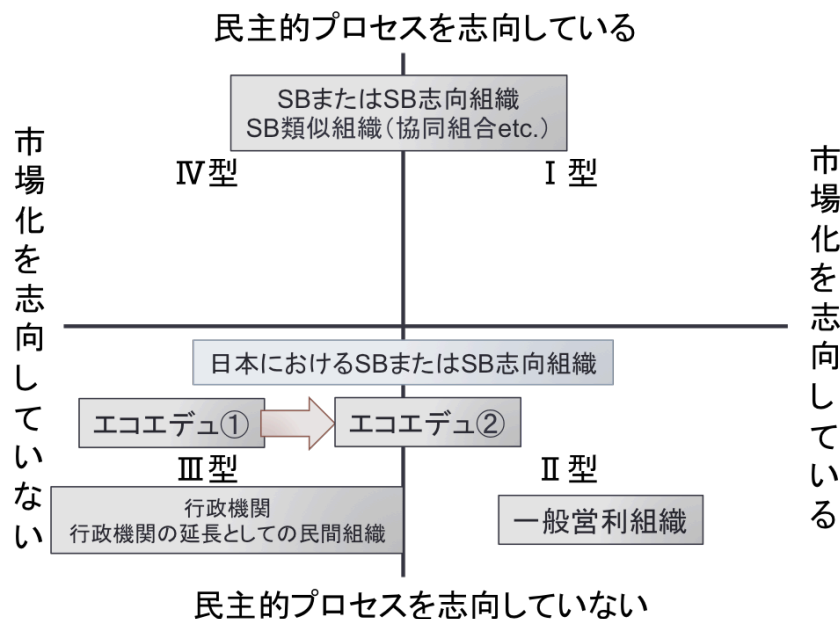 民主的プロセスを志向している
SBまたはSB志向組織
SB類似組織(協同組合etc.)
市場化を志向していない
Ⅳ型
Ⅰ型
市場化を志向している
日本におけるSBまたはSB志向組織
エコエデュ①
エコエデュ②
Ⅲ型
Ⅱ型
行政機関
行政機関の延長としての民間組織
一般営利組織
民主的プロセスを志向していない